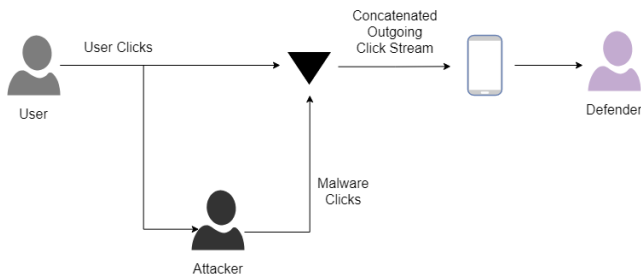 User Clicks
Concatenated
Outgoing
Click Stream
User
Defender
Malware
Clicks
Attacker